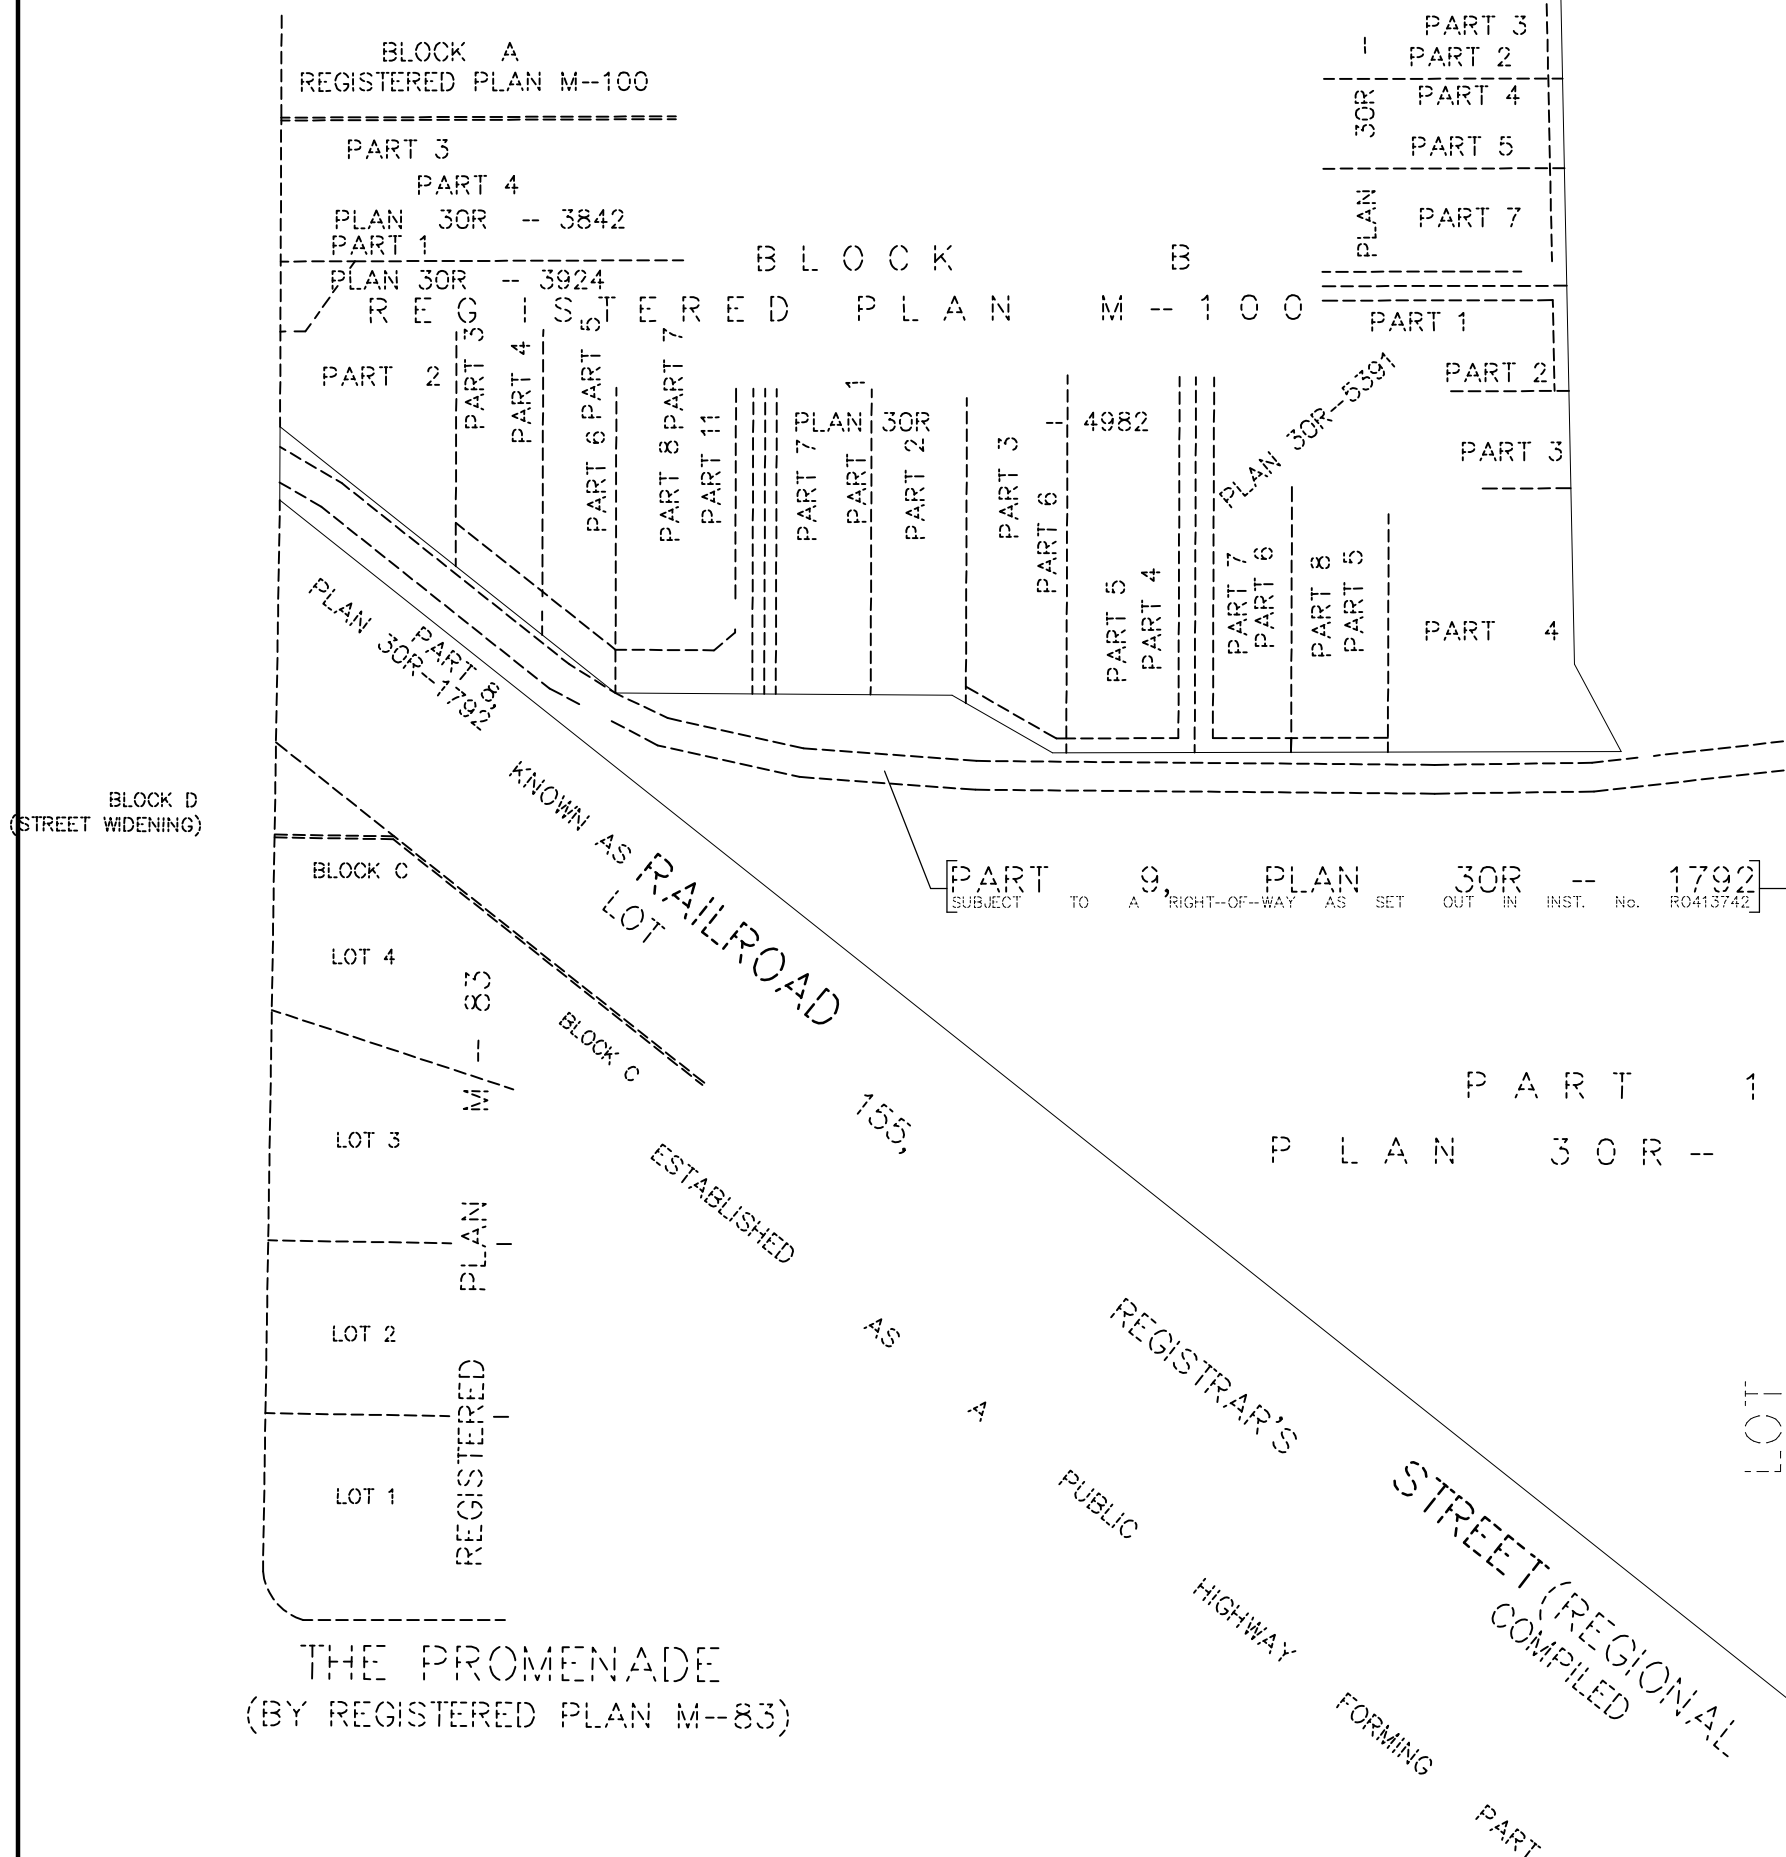 BLOCK A
REGISTERED PLAN M--100
PART 3
PART 4
PLAN 30R -- 3842
PART 1
PLAN 30R -- 3924
PART 3
PART 2
PART 4
PART 5
PART 7
PLAN 30R --
BLOCK B
REGISTERED PLAN M--100
PART 1
PART 2
PART 3
PART 4
PLAN 30R--5391
PART 2
PART 3
PART 4
PART 5
PART 6
PART 7
PART 8
PART 11
PLAN 30R -- 4982
PART 7
PART 1
PART 2
PART 3
PART 6
PART 5
PART 4
PART 7
PART 6
PART 8
PART 5
PART 8,
PLAN 30R--1792
BLOCK D
(STREET WIDENING)
BLOCK C
LOT 4
LOT 3
LOT 2
LOT 1
REGISTERED PLAN M -- 83
BLOCK C
KNOWN AS RAILROAD STREET (REGIONAL
LOT 155, REGISTRAR'S COMPILED
ESTABLISHED AS A PUBLIC HIGHWAY FORMING PART
PART 9, PLAN 30R -- 1792
SUBJECT TO A RIGHT--OF--WAY AS SET OUT IN INST. No. RO413742
PART 1
PLAN 30R--
LOT
THE PROMENADE
(BY REGISTERED PLAN M--83)